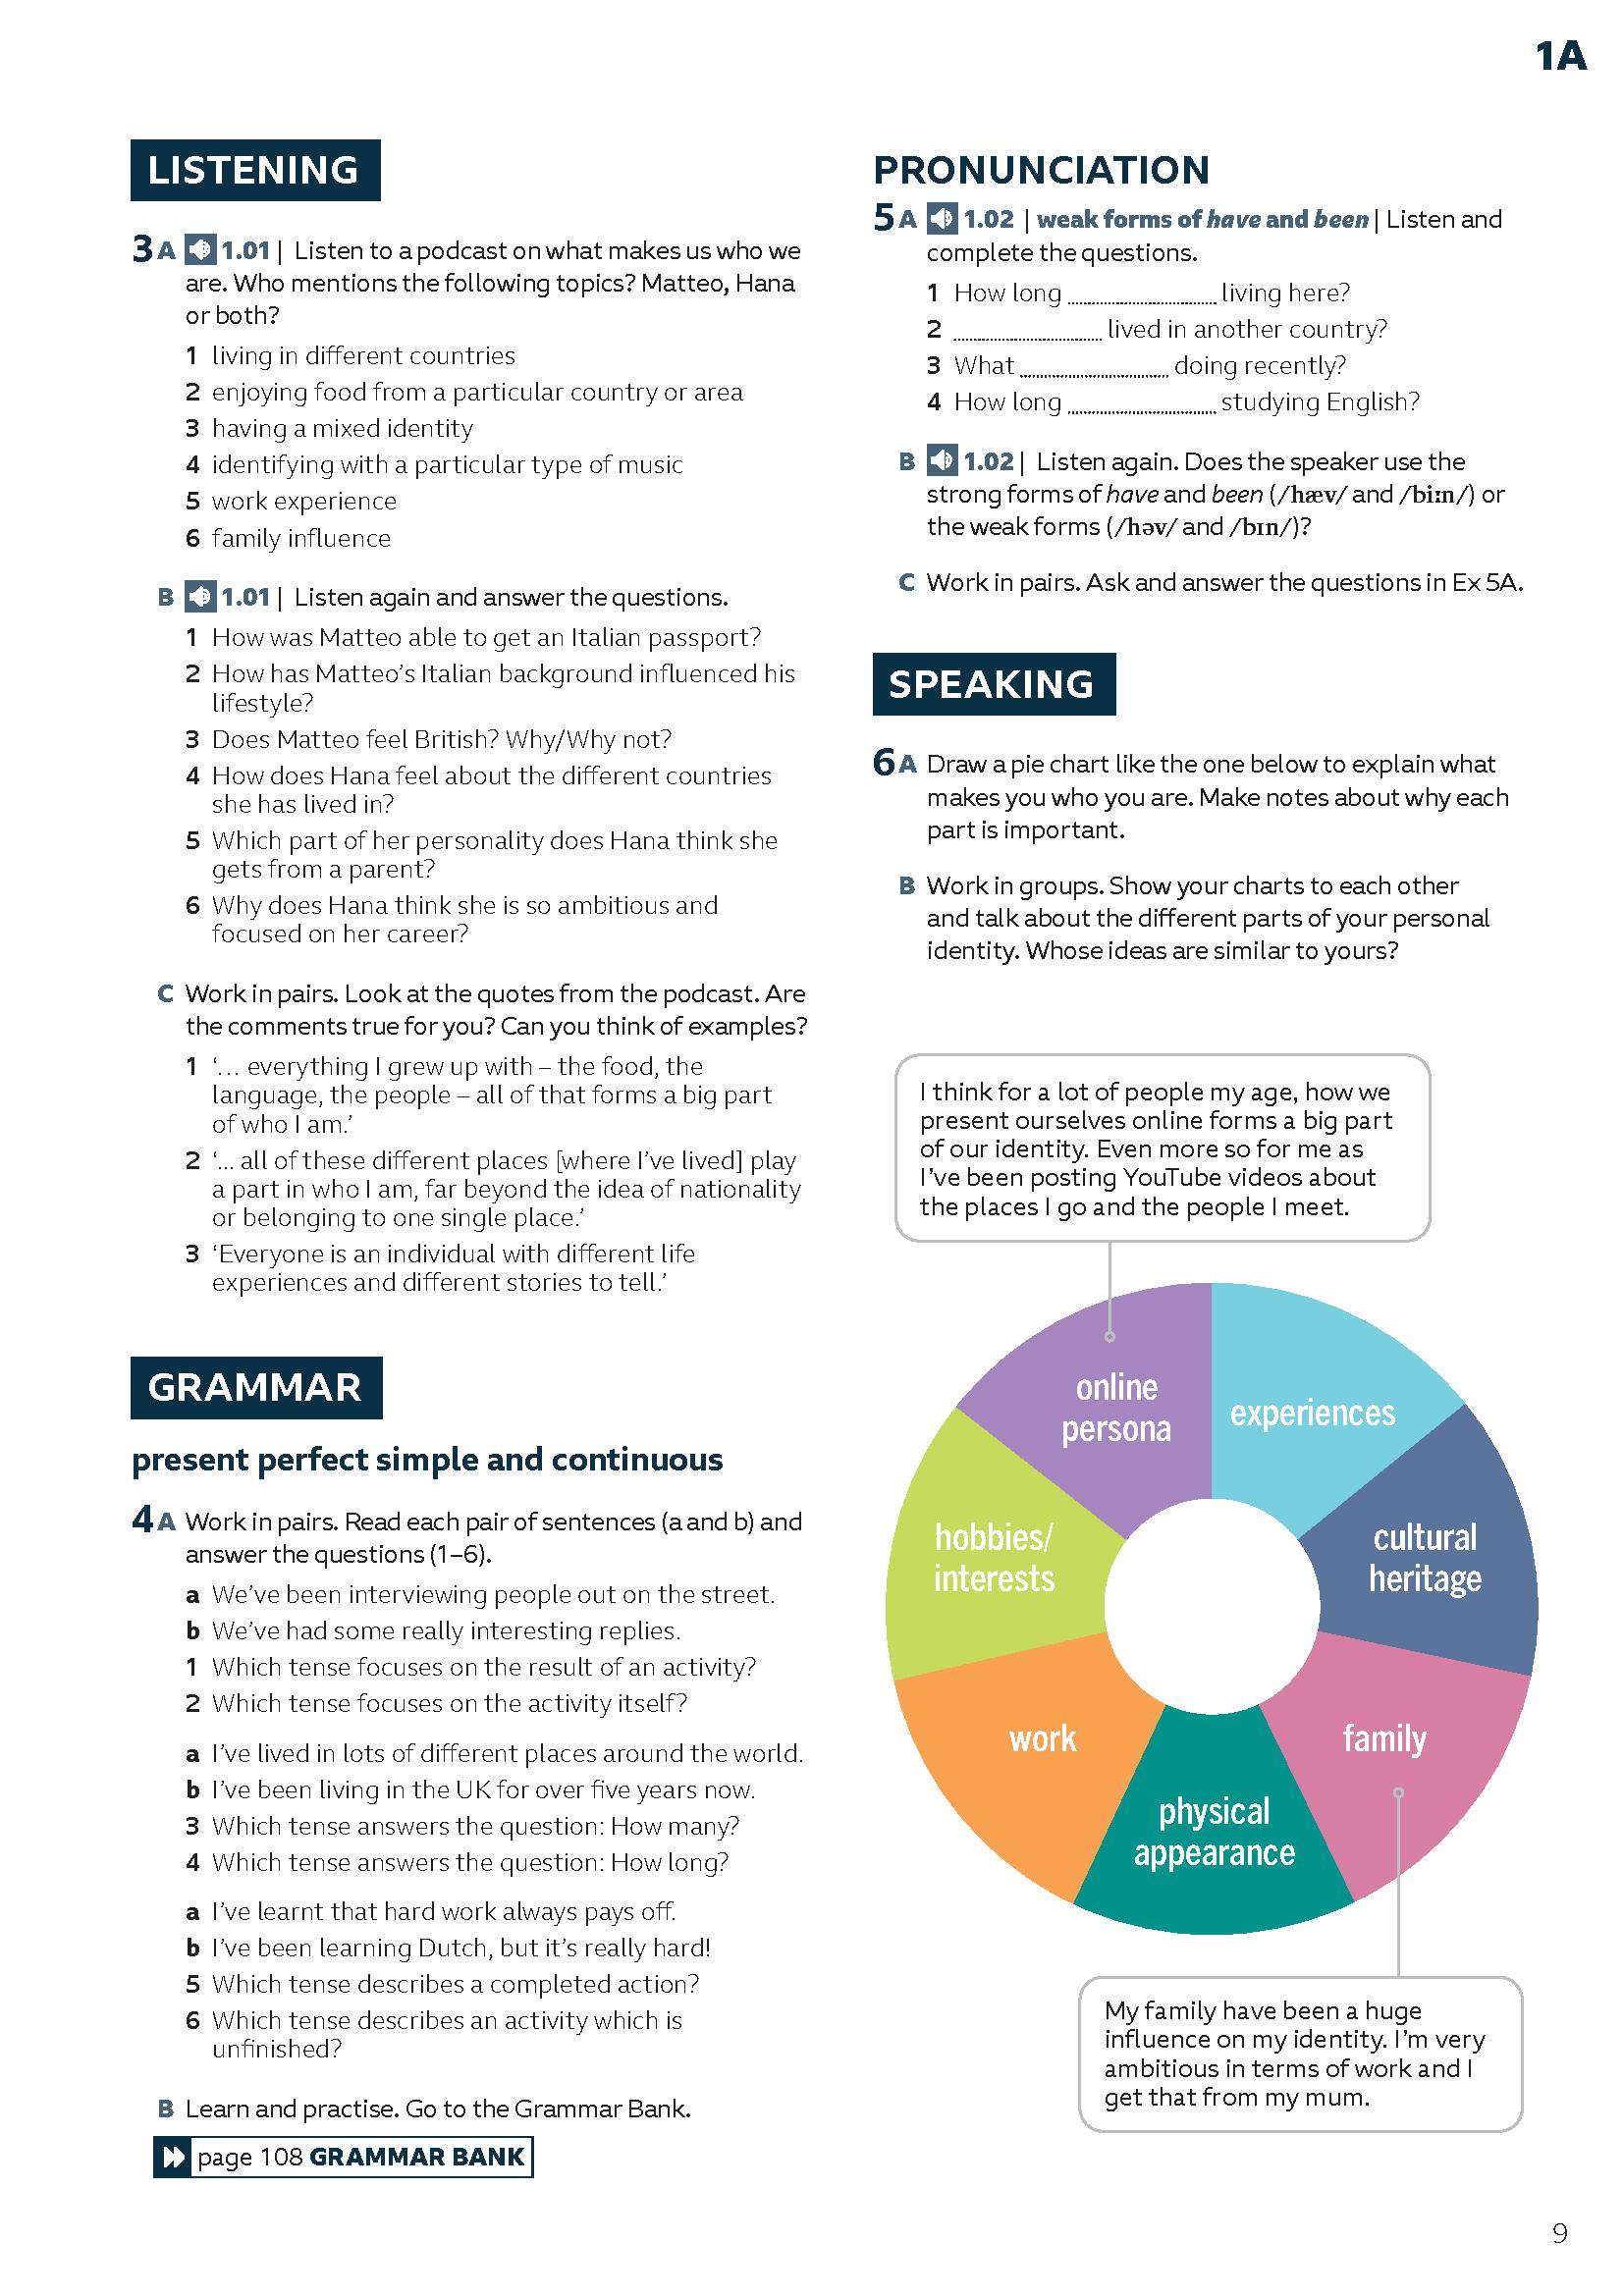 1A
LISTENING
3 A 1.01 | Listen to a podcast on what makes us who we
are. Who mentions the following topics? Matteo, Hana
or both?
1 living in different countries
2 enjoying food from a particular country or area
3 having a mixed identity
4 identifying with a particular type of music
5 work experience
6 family influence
B 1.01 | Listen again and answer the questions.
1 How was Matteo able to get an Italian passport?
2 How has Matteo's Italian background influenced his
lifestyle?
3 Does Matteo feel British? Why/Why not?
4 How does Hana feel about the different countries
she has lived in?
5 Which part of her personality does Hana think she
gets from a parent?
6 Why does Hana think she is so ambitious and
focused on her career?
C Work in pairs. Look at the quotes from the podcast. Are
the comments true for you? Can you think of examples?
1 ‘… everything I grew up with – the food, the
language, the people – all of that forms a big part
of who I am.’
2 ‘… all of these different places [where I’ve lived] play
a part in who I am, far beyond the idea of nationality
or belonging to one single place.’
3 ‘Everyone is an individual with different life
experiences and different stories to tell.’
GRAMMAR
present perfect simple and continuous
4 A Work in pairs. Read each pair of sentences (a and b) and
answer the questions (1–6).
a We’ve been interviewing people out on the street.
b We’ve had some really interesting replies.
1 Which tense focuses on the result of an activity?
2 Which tense focuses on the activity itself?
a I’ve lived in lots of different places around the world.
b I’ve been living in the UK for over five years now.
3 Which tense answers the question: How many?
4 Which tense answers the question: How long?
a I’ve learnt that hard work always pays off.
b I’ve been learning Dutch, but it’s really hard!
5 Which tense describes a completed action?
6 Which tense describes an activity which is
unfinished?
B Learn and practise. Go to the Grammar Bank.
page 108 GRAMMAR BANK
PRONUNCIATION
5 A 1.02 | weak forms of have and been | Listen and
complete the questions.
1 How long ............................ living here?
2 ............................ lived in another country?
3 What ............................ doing recently?
4 How long ............................ studying English?
B 1.02 | Listen again. Does the speaker use the
strong forms of have and been (/hæv/ and /biːn/) or
the weak forms (/həv/ and /bɪn/)?
C Work in pairs. Ask and answer the questions in Ex 5A.
SPEAKING
6 A Draw a pie chart like the one below to explain what
makes you who you are. Make notes about why each
part is important.
B Work in groups. Show your charts to each other
and talk about the different parts of your personal
identity. Whose ideas are similar to yours?
I think for a lot of people my age, how we
present ourselves online forms a big part
of our identity. Even more so for me as
I’ve been posting YouTube videos about
the places I go and the people I meet.
online
persona
experiences
hobbies/
interests
cultural
heritage
work
family
physical
appearance
My family have been a huge
influence on my identity. I’m very
ambitious in terms of work and I
get that from my mum.
9